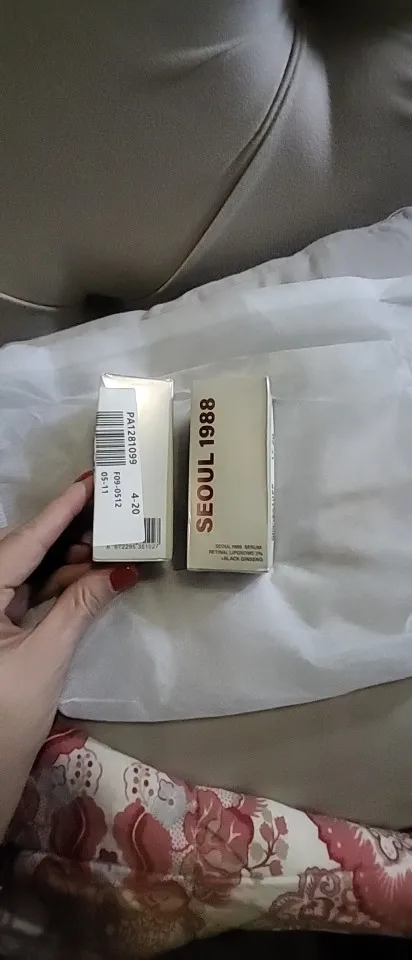 PA1281099
F09-0512
05-11
4-20
SEOUL 1988
SEOUL 1988 SERUM
RETINAL LIPOSOME 2%
+BLACK GINSENG